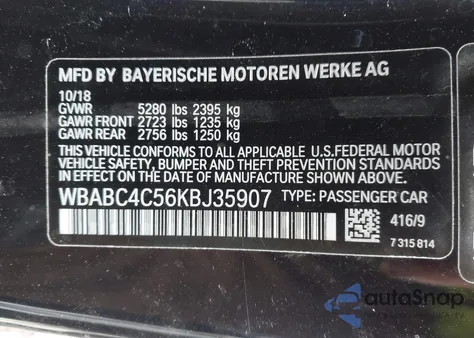 MFD BY BAYERISCHE MOTOREN WERKE AG
10/18
GVWR 5280 lbs 2395 kg
GAWR FRONT 2723 lbs 1235 kg
GAWR REAR 2756 lbs 1250 kg
THIS VEHICLE CONFORMS TO ALL APPLICABLE U.S.FEDERAL MOTOR
VEHICLE SAFETY, BUMPER AND THEFT PREVENTION STANDARDS
IN EFFECT ON THE DATE OF MANUFACTURE SHOWN ABOVE.
WBABC4C56KBJ35907 TYPE: PASSENGER CAR
416/9
7 315 814
autoSnap